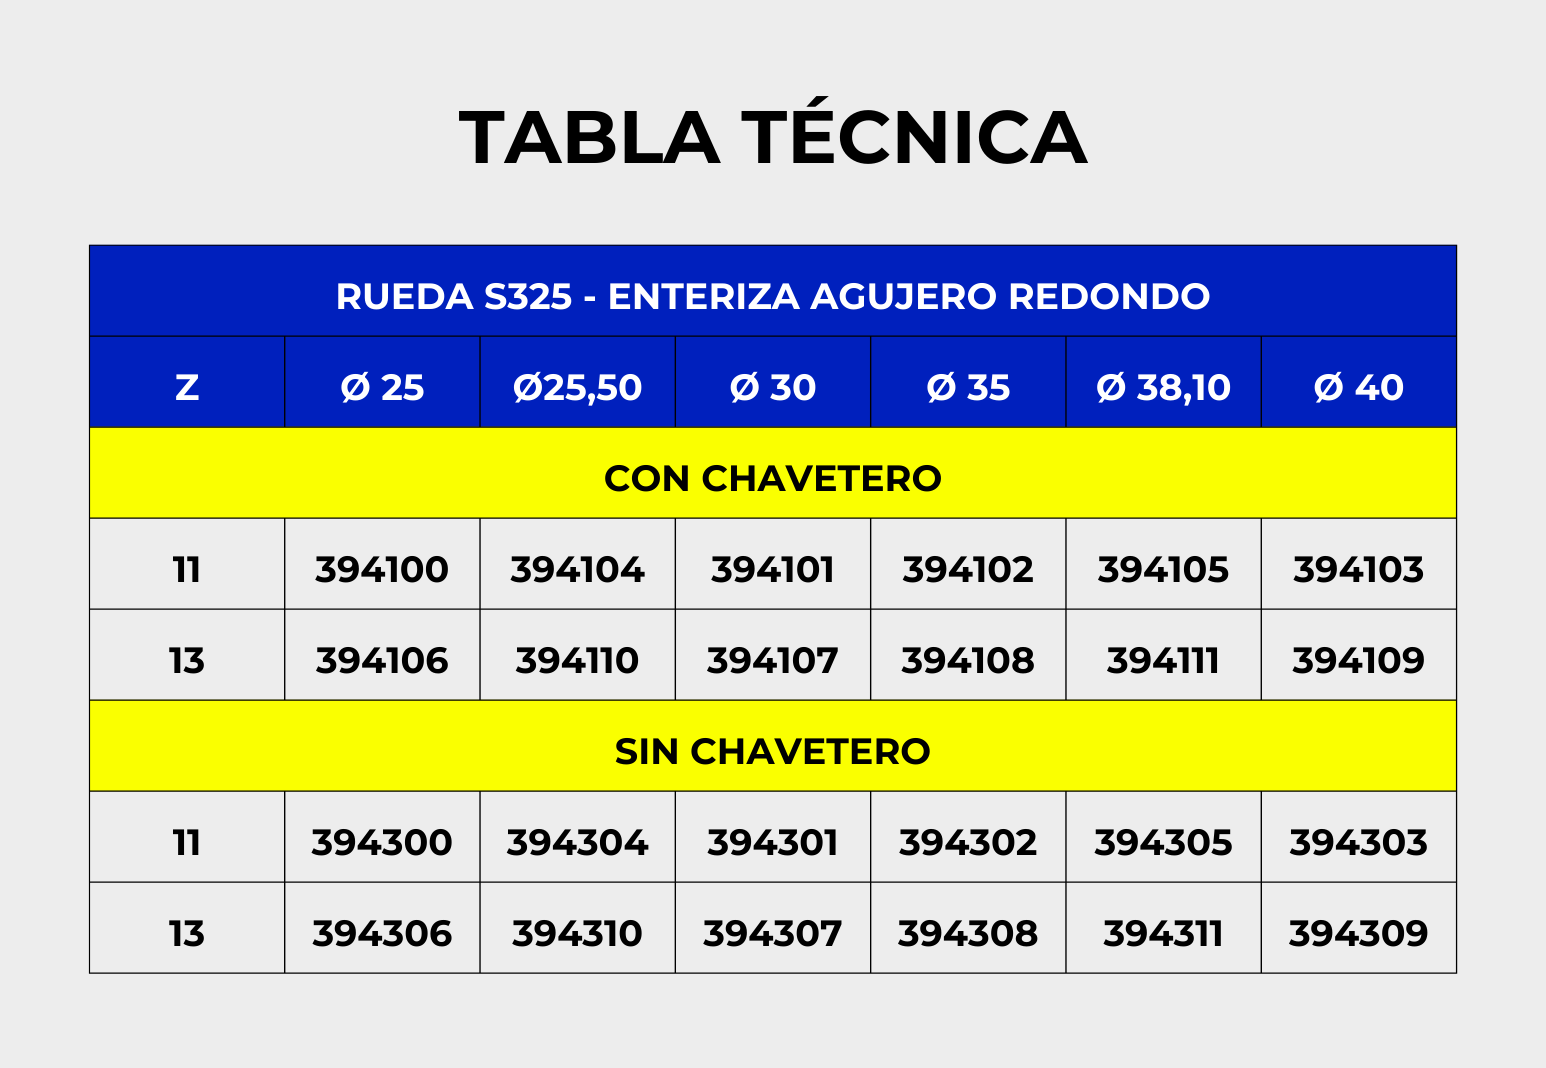 TABLA TÉCNICA
RUEDA S325 - ENTERIZA AGUJERO REDONDO
Z Ø 25 Ø25,50 Ø 30 Ø 35 Ø 38,10 Ø 40
CON CHAVETERO
11 394100 394104 394101 394102 394105 394103
13 394106 394110 394107 394108 394111 394109
SIN CHAVETERO
11 394300 394304 394301 394302 394305 394303
13 394306 394310 394307 394308 394311 394309